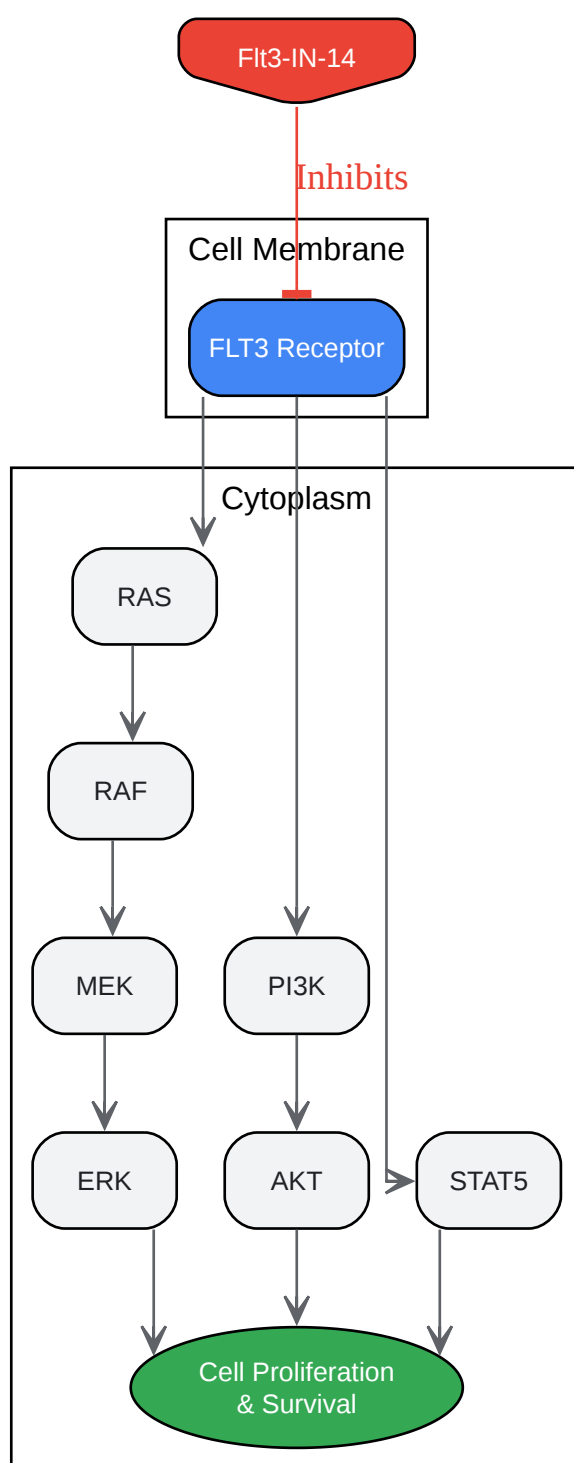 Flt3-IN-14
Inhibits
Cell Membrane
FLT3 Receptor
Cytoplasm
RAS
RAF
MEK
PI3K
ERK
AKT
STAT5
Cell Proliferation
& Survival